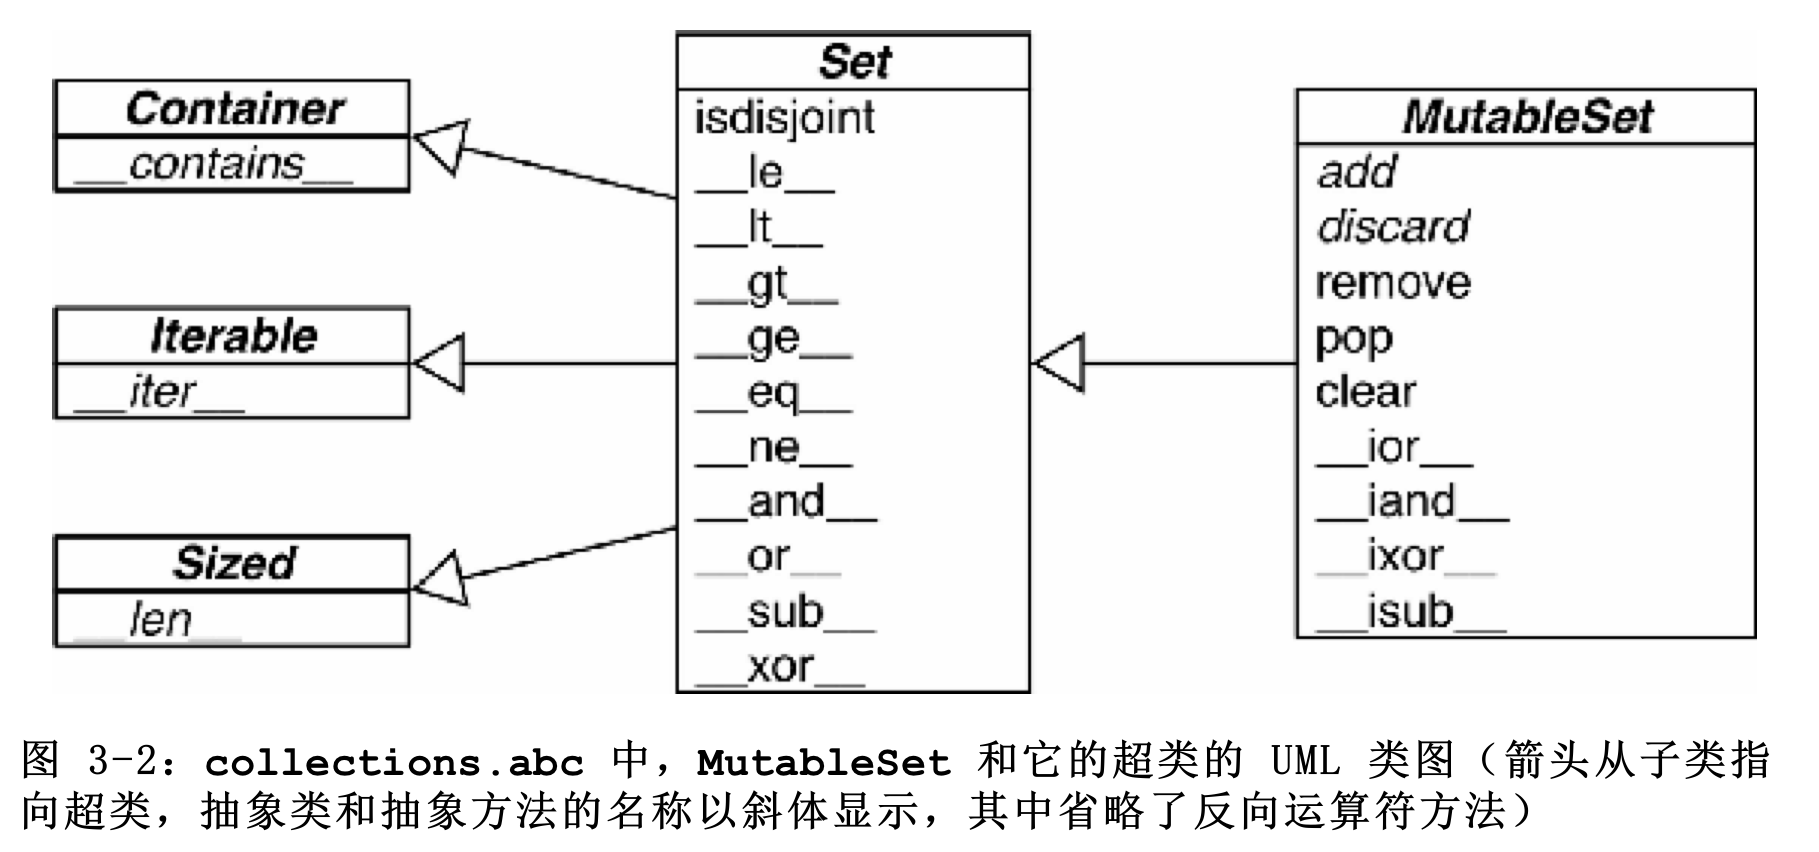 Container
__contains__
Iterable
__iter__
Sized
__len__
Set
isdisjoint
__le__
__lt__
__gt__
__ge__
__eq__
__ne__
__and__
__or__
__sub__
__xor__
MutableSet
add
discard
remove
pop
clear
__ior__
__iand__
__ixor__
__isub__
图 3-2：collections.abc 中，MutableSet 和它的超类的 UML 类图（箭头从子类指
向超类，抽象类和抽象方法的名称以斜体显示，其中省略了反向运算符方法）